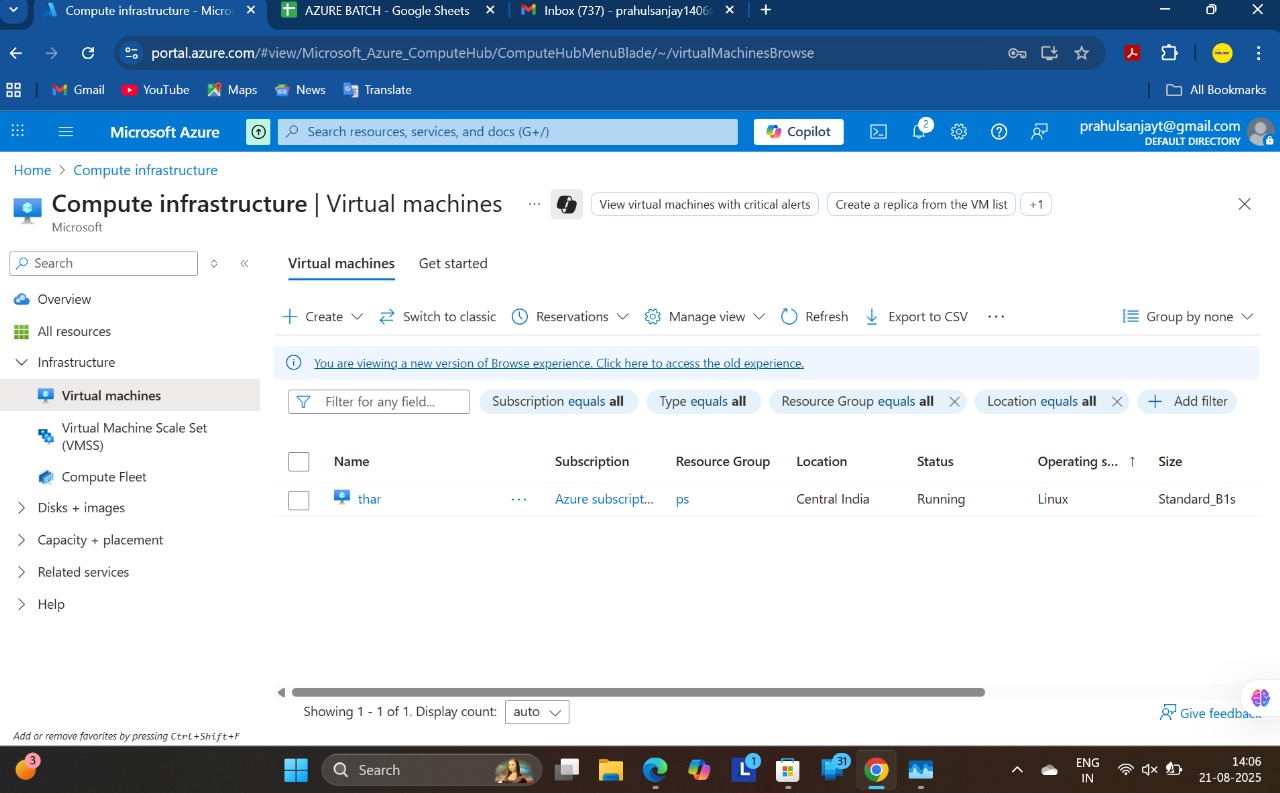 Compute infrastructure - Micros
AZURE BATCH - Google Sheets
Inbox (737) - prahulsanjay1406
portal.azure.com/#view/Microsoft_Azure_ComputeHub/ComputeHubMenuBlade/~/virtualMachinesBrowse
Gmail YouTube Maps News Translate All Bookmarks
Microsoft Azure Search resources, services, and docs (G+/) Copilot 2 prahulsanjayt@gmail.com
DEFAULT DIRECTORY
Home > Compute infrastructure
Compute infrastructure | Virtual machines ... View virtual machines with critical alerts Create a replica from the VM list +1
Microsoft
Search
Overview
All resources
Infrastructure
Virtual machines
Virtual Machine Scale Set
(VMSS)
Compute Fleet
Disks + images
Capacity + placement
Related services
Help
Add or remove favorites by pressing Ctrl+Shift+F
Virtual machines Get started
Create Switch to classic Reservations Manage view Refresh Export to CSV ... Group by none
You are viewing a new version of Browse experience. Click here to access the old experience.
Filter for any field... Subscription equals all Type equals all Resource Group equals all Location equals all Add filter
Name Subscription Resource Group Location Status Operating s... ↑ Size
thar ... Azure subscript... ps Central India Running Linux Standard_B1s
Showing 1 - 1 of 1. Display count: auto
Give feedback
3 Search 1 31 ENG 14:06
IN 21-08-2025